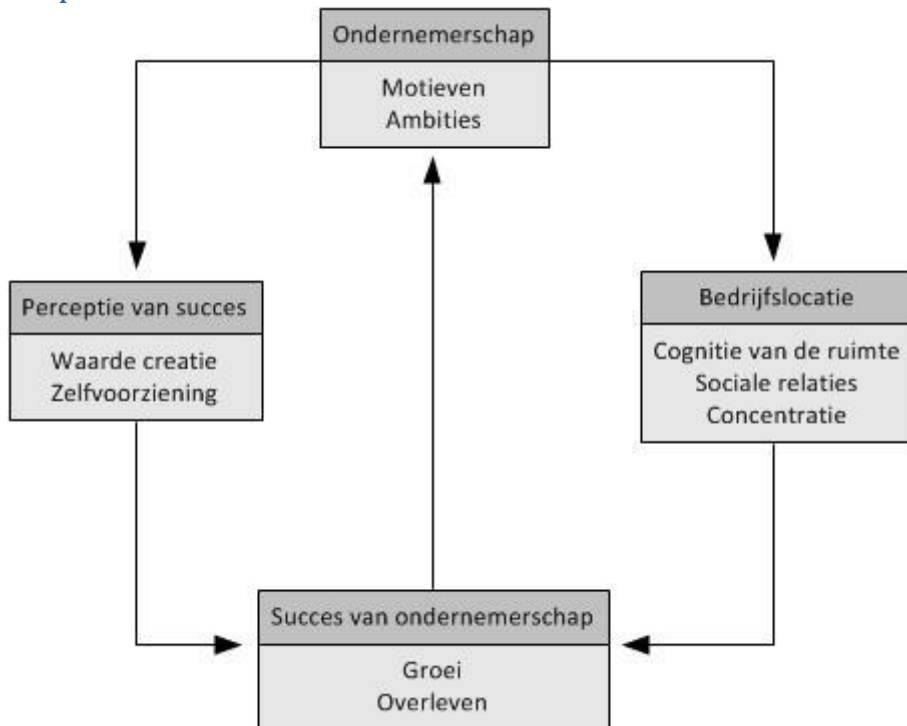 Ondernemerschap
Motieven
Ambities
Perceptie van succes
Waarde creatie
Zelfvoorziening
Bedrijfslocatie
Cognitie van de ruimte
Sociale relaties
Concentratie
Succes van ondernemerschap
Groei
Overleven